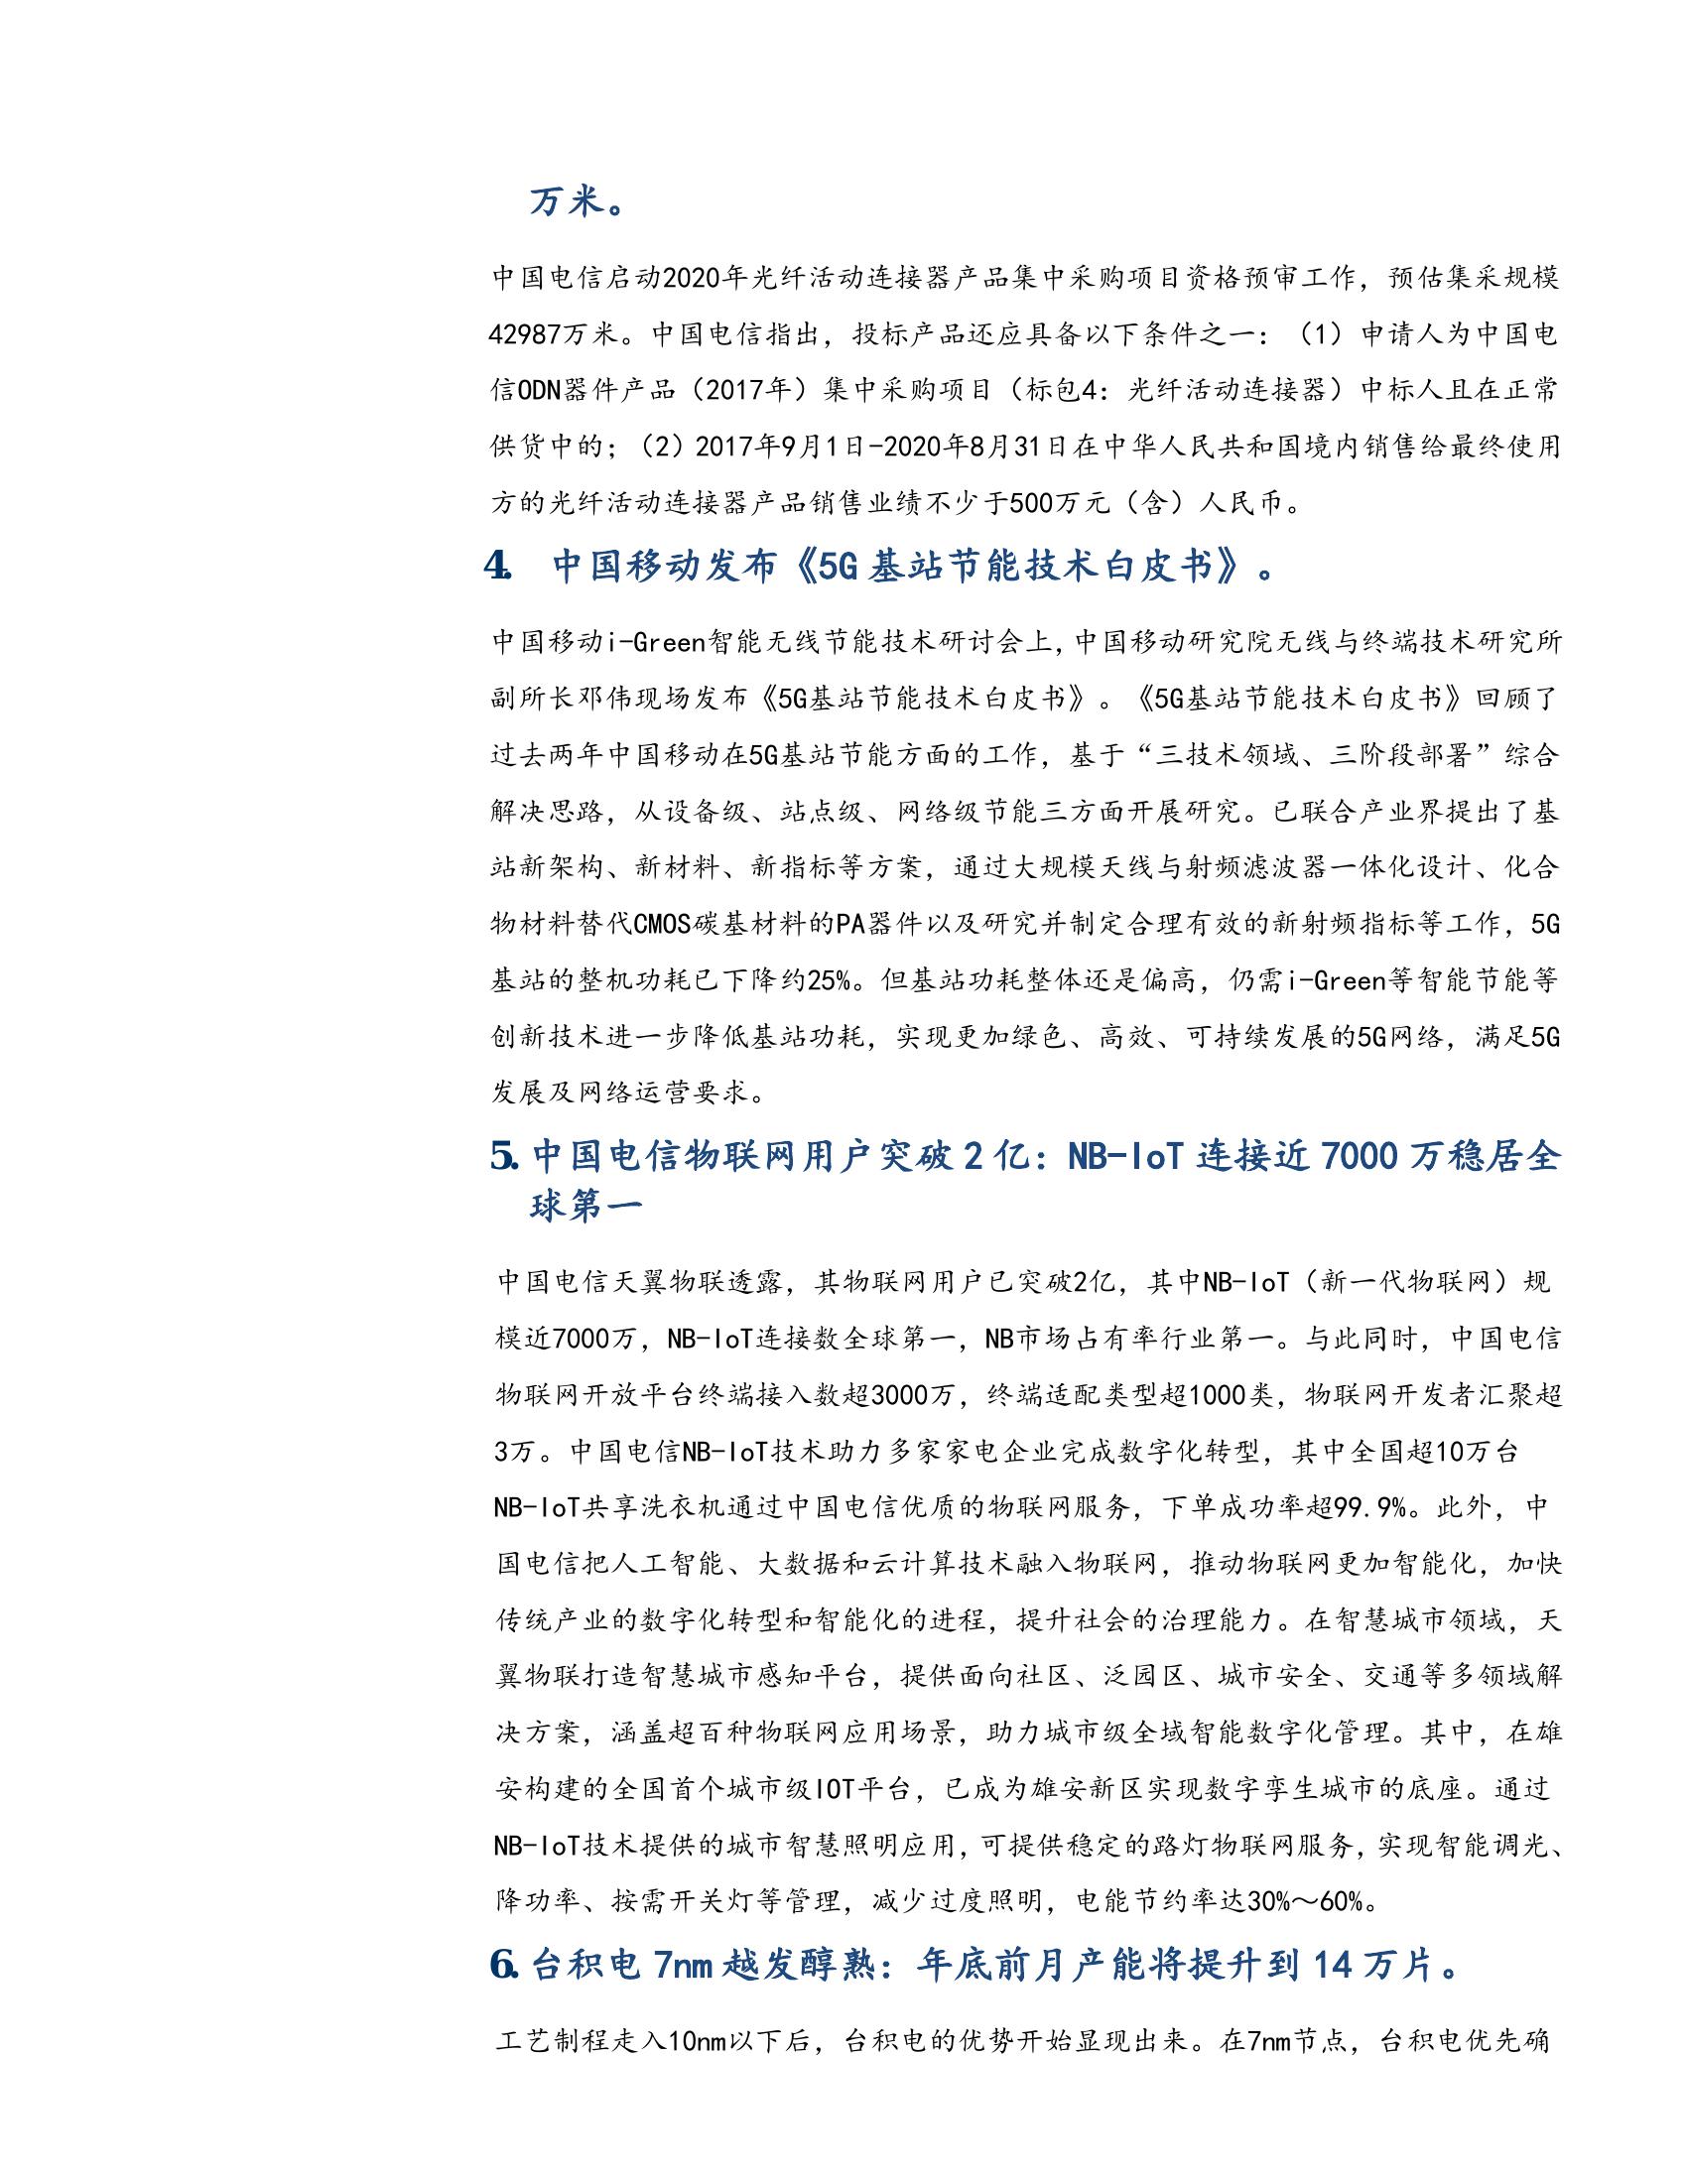 万米。
中国电信启动2020年光纤活动连接器产品集中采购项目资格预审工作，预估集采规模
42987万米。中国电信指出，投标产品还应具备以下条件之一：（1）申请人为中国电
信ODN器件产品（2017年）集中采购项目（标包4：光纤活动连接器）中标人且在正常
供货中的；（2）2017年9月1日-2020年8月31日在中华人民共和国境内销售给最终使用
方的光纤活动连接器产品销售业绩不少于500万元（含）人民币。
4. 中国移动发布《5G 基站节能技术白皮书》。
中国移动i-Green智能无线节能技术研讨会上，中国移动研究院无线与终端技术研究所
副所长邓伟现场发布《5G基站节能技术白皮书》。《5G基站节能技术白皮书》回顾了
过去两年中国移动在5G基站节能方面的工作，基于“三技术领域、三阶段部署”综合
解决思路，从设备级、站点级、网络级节能三方面开展研究。已联合产业界提出了基
站新架构、新材料、新指标等方案，通过大规模天线与射频滤波器一体化设计、化合
物材料替代CMOS碳基材料的PA器件以及研究并制定合理有效的新射频指标等工作，5G
基站的整机功耗已下降约25%。但基站功耗整体还是偏高，仍需i-Green等智能节能等
创新技术进一步降低基站功耗，实现更加绿色、高效、可持续发展的5G网络，满足5G
发展及网络运营要求。
5. 中国电信物联网用户突破 2 亿：NB-IoT 连接近 7000 万稳居全
球第一
中国电信天翼物联透露，其物联网用户已突破2亿，其中NB-IoT（新一代物联网）规
模近7000万，NB-IoT连接数全球第一，NB市场占有率行业第一。与此同时，中国电信
物联网开放平台终端接入数超3000万，终端适配类型超1000类，物联网开发者汇聚超
3万。中国电信NB-IoT技术助力多家家电企业完成数字化转型，其中全国超10万台
NB-IoT共享洗衣机通过中国电信优质的物联网服务，下单成功率超99.9%。此外，中
国电信把人工智能、大数据和云计算技术融入物联网，推动物联网更加智能化，加快
传统产业的数字化转型和智能化的进程，提升社会的治理能力。在智慧城市领域，天
翼物联打造智慧城市感知平台，提供面向社区、泛园区、城市安全、交通等多领域解
决方案，涵盖超百种物联网应用场景，助力城市级全域智能数字化管理。其中，在雄
安构建的全国首个城市级IOT平台，已成为雄安新区实现数字孪生城市的底座。通过
NB-IoT技术提供的城市智慧照明应用，可提供稳定的路灯物联网服务，实现智能调光、
降功率、按需开关灯等管理，减少过度照明，电能节约率达30%～60%。
6. 台积电 7nm 越发醇熟：年底前月产能将提升到 14 万片。
工艺制程走入10nm以下后，台积电的优势开始显现出来。在7nm节点，台积电优先确